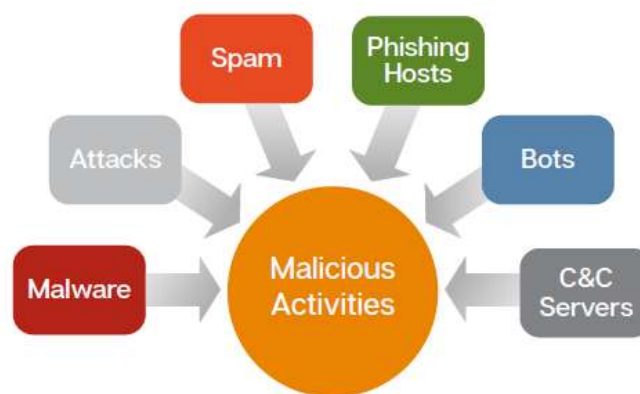 Spam
Phishing
Hosts
Attacks
Bots
Malware
Malicious
Activities
C&C
Servers